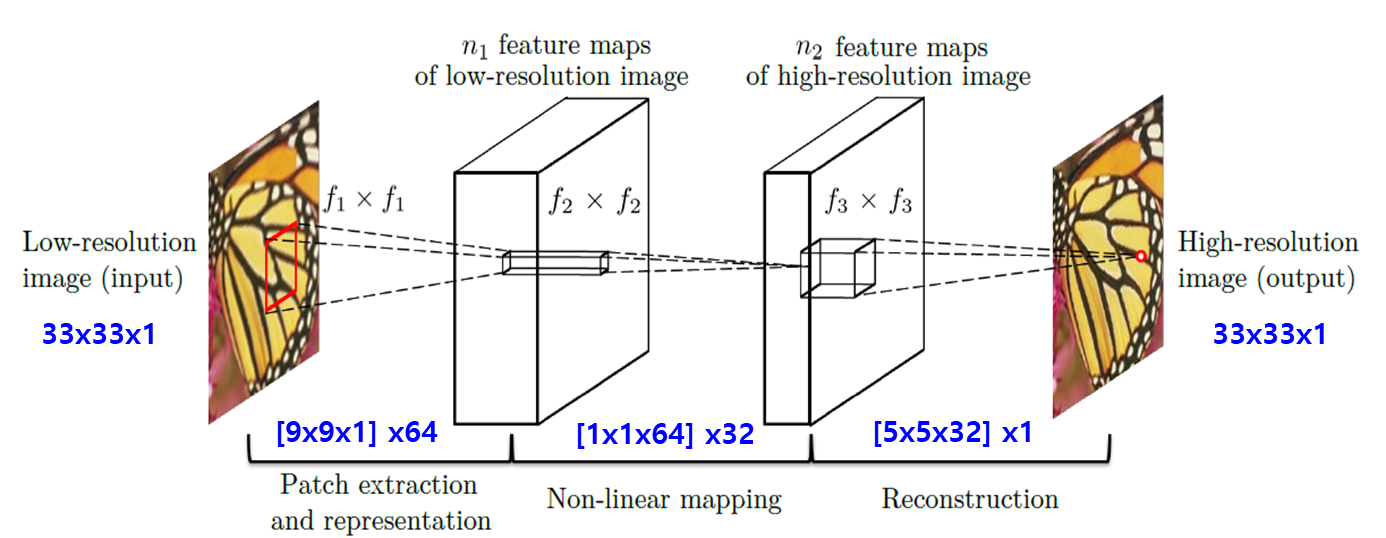 n₁ feature maps
of low-resolution image
n₂ feature maps
of high-resolution image
f₁ × f₁
f₂ × f₂
f₃ × f₃
Low-resolution
image (input)
33x33x1
High-resolution
image (output)
33x33x1
[9x9x1] x64
[1x1x64] x32
[5x5x32] x1
Patch extraction
and representation
Non-linear mapping
Reconstruction